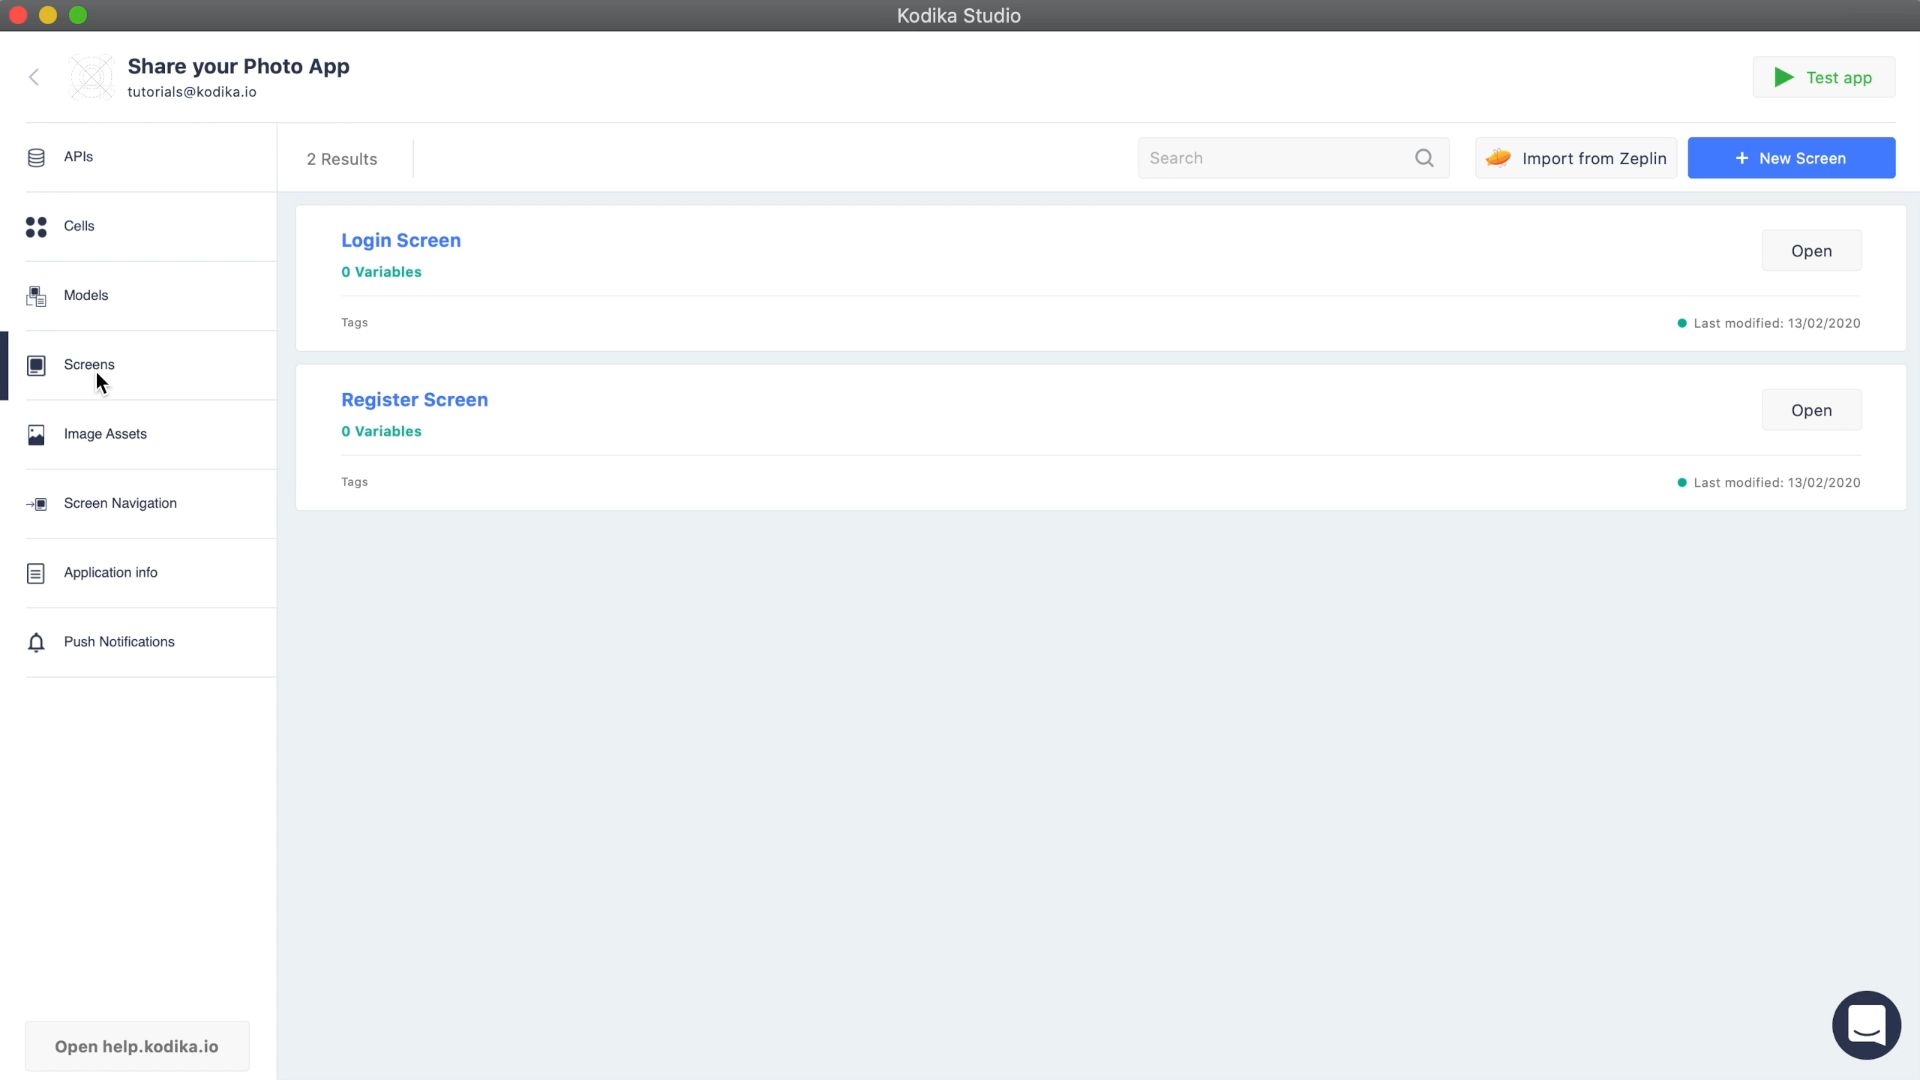 Kodika Studio
Share your Photo App
tutorials@kodika.io
Test app
APIs
Cells
Models
Screens
Image Assets
Screen Navigation
Application info
Push Notifications
Open help.kodika.io
2 Results
Search
Import from Zeplin
+ New Screen
Login Screen
0 Variables
Open
Tags
Last modified: 13/02/2020
Register Screen
0 Variables
Open
Tags
Last modified: 13/02/2020